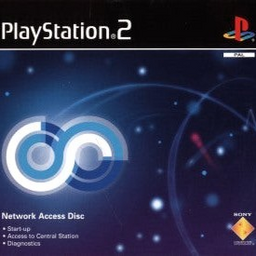 PlayStation®2
PAL
Network Access Disc
• Start-up
• Access to Central Station
• Diagnostics
SONY